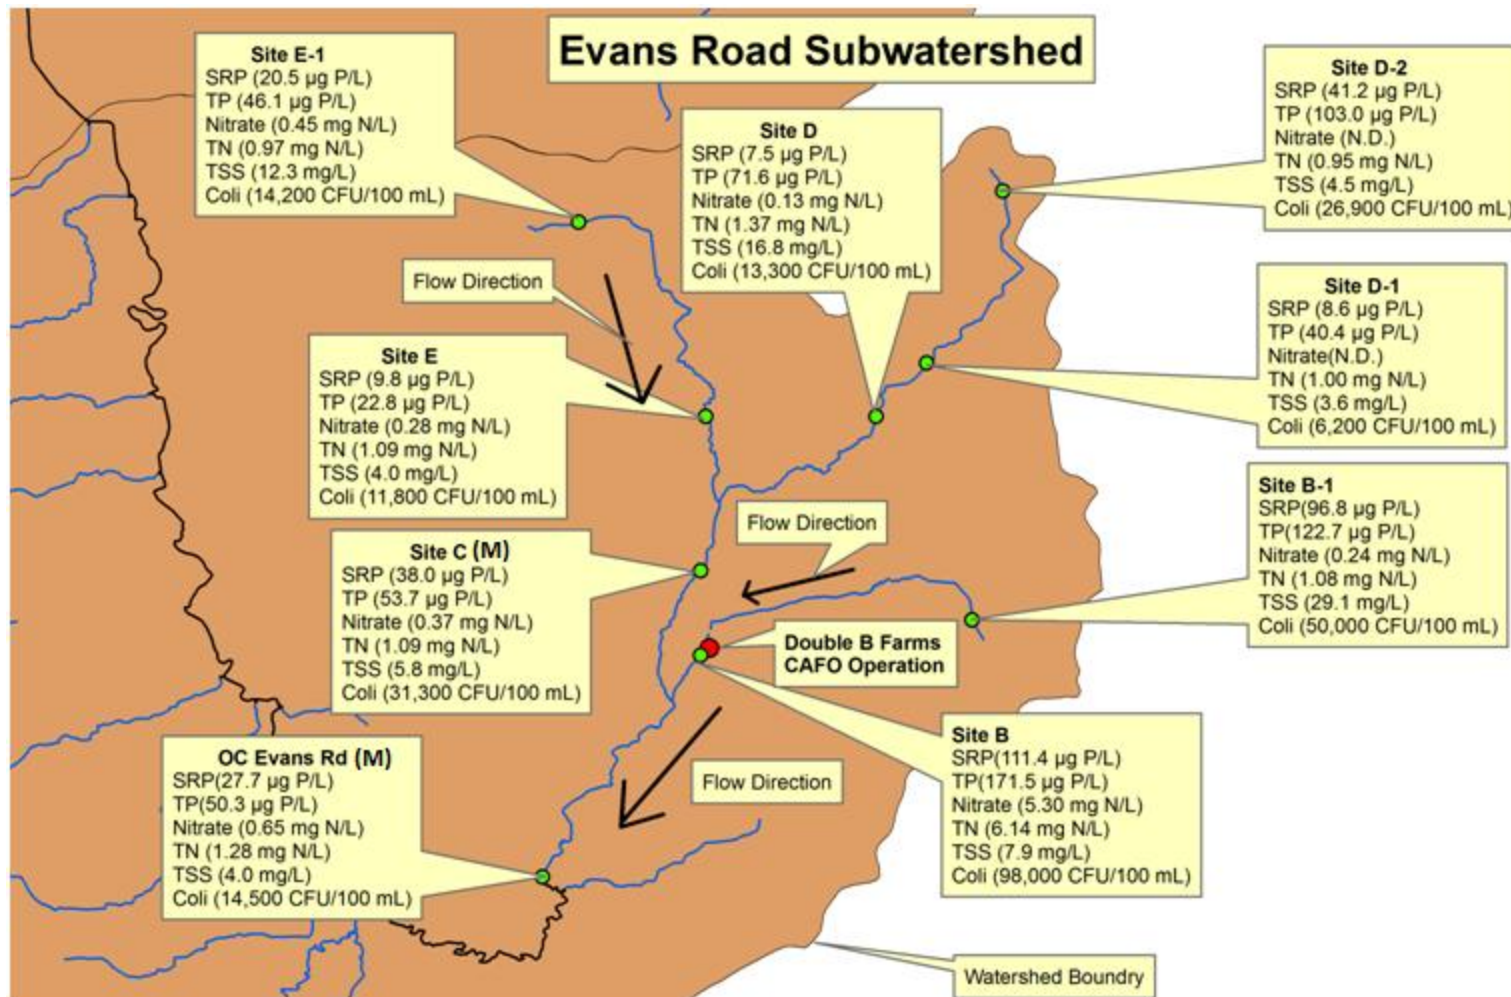 Evans Road Subwatershed
Site E-1
SRP (20.5 µg P/L)
TP (46.1 µg P/L)
Nitrate (0.45 mg N/L)
TN (0.97 mg N/L)
TSS (12.3 mg/L)
Coli (14,200 CFU/100 mL)
Site D
SRP (7.5 µg P/L)
TP (71.6 µg P/L)
Nitrate (0.13 mg N/L)
TN (1.37 mg N/L)
TSS (16.8 mg/L)
Coli (13,300 CFU/100 mL)
Site D-2
SRP (41.2 µg P/L)
TP (103.0 µg P/L)
Nitrate (N.D.)
TN (0.95 mg N/L)
TSS (4.5 mg/L)
Coli (26,900 CFU/100 mL)
Flow Direction
Site D-1
SRP (8.6 µg P/L)
TP (40.4 µg P/L)
Nitrate(N.D.)
TN (1.00 mg N/L)
TSS (3.6 mg/L)
Coli (6,200 CFU/100 mL)
Site E
SRP (9.8 µg P/L)
TP (22.8 µg P/L)
Nitrate (0.28 mg N/L)
TN (1.09 mg N/L)
TSS (4.0 mg/L)
Coli (11,800 CFU/100 mL)
Site B-1
SRP(96.8 µg P/L)
TP(122.7 µg P/L)
Nitrate (0.24 mg N/L)
TN (1.08 mg N/L)
TSS (29.1 mg/L)
Coli (50,000 CFU/100 mL)
Flow Direction
Site C (M)
SRP (38.0 µg P/L)
TP (53.7 µg P/L)
Nitrate (0.37 mg N/L)
TN (1.09 mg N/L)
TSS (5.8 mg/L)
Coli (31,300 CFU/100 mL)
Double B Farms
CAFO Operation
Site B
SRP(111.4 µg P/L)
TP(171.5 µg P/L)
Nitrate (5.30 mg N/L)
TN (6.14 mg N/L)
TSS (7.9 mg/L)
Coli (98,000 CFU/100 mL)
OC Evans Rd (M)
SRP(27.7 µg P/L)
TP(50.3 µg P/L)
Nitrate (0.65 mg N/L)
TN (1.28 mg N/L)
TSS (4.0 mg/L)
Coli (14,500 CFU/100 mL)
Flow Direction
Watershed Boundry